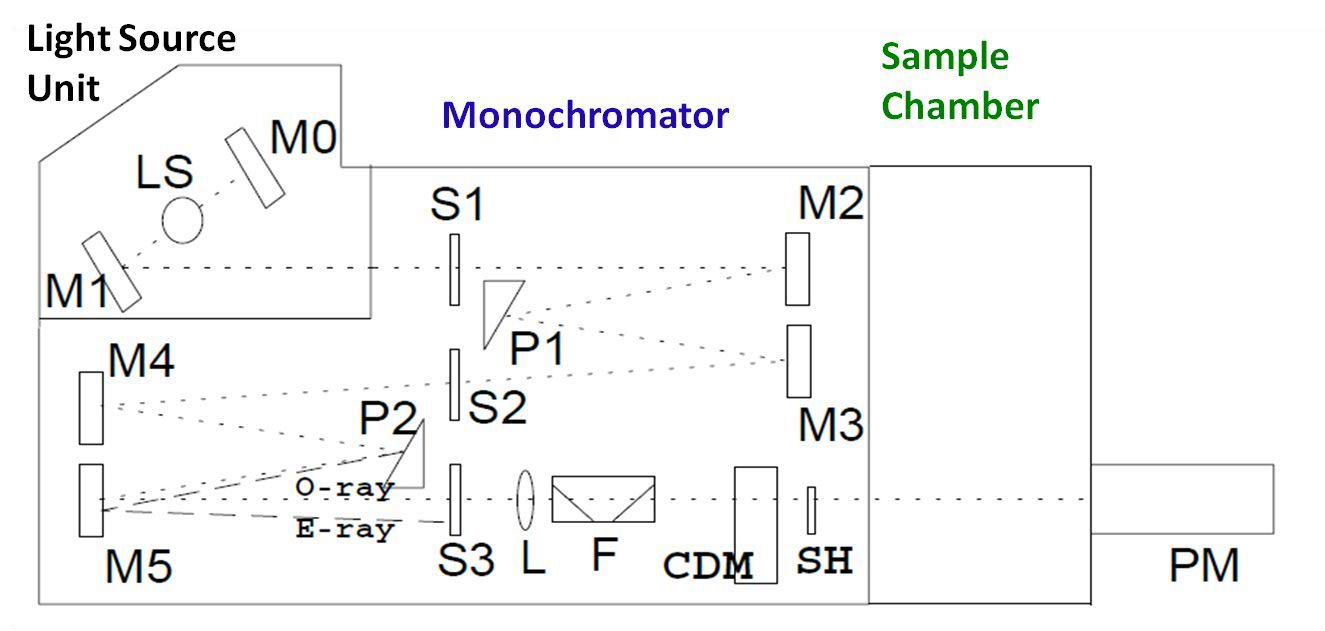 Light Source
Unit
Sample
Chamber
Monochromator
M0
LS
S1
M2
M1
P1
M4
P2
S2
M3
O-ray
E-ray
M5
S3
L
F
CDM
SH
PM